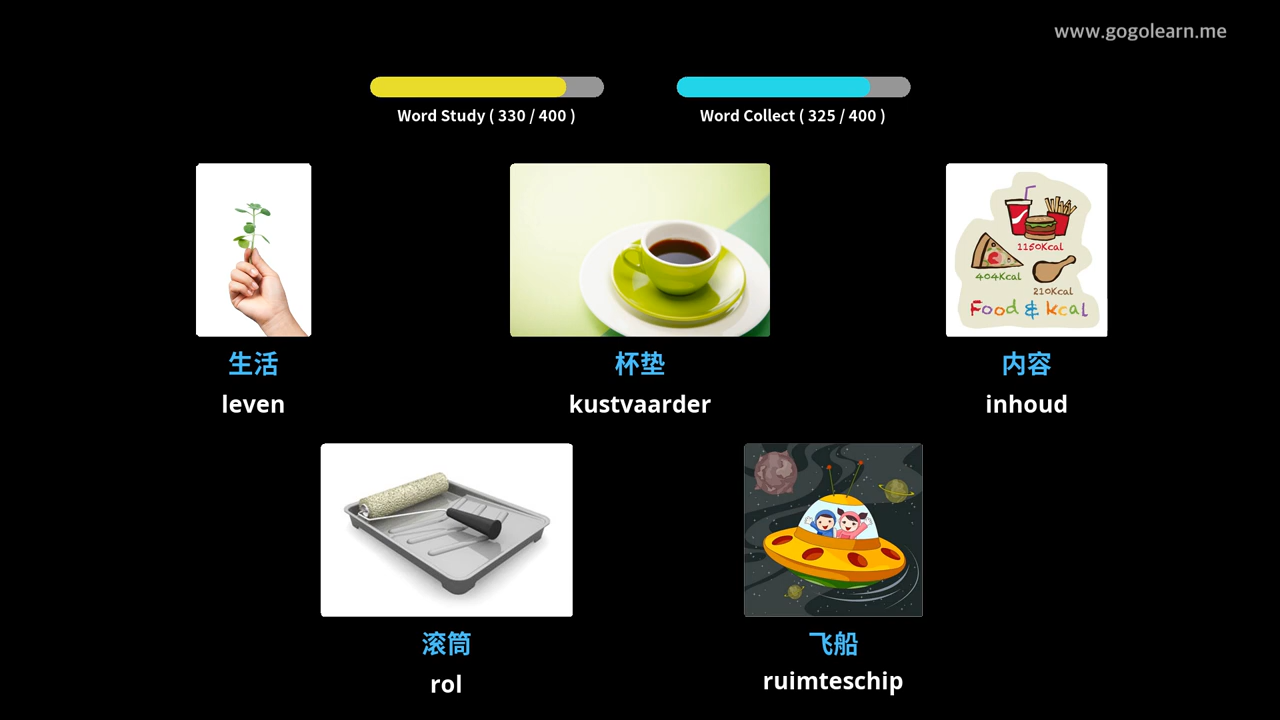 www.gogolearn.me
Word Study ( 330 / 400 )
Word Collect ( 325 / 400 )
1150Kcal
404Kcal
210Kcal
Food & kcal
生活
杯垫
内容
leven
kustvaarder
inhoud
滚筒
飞船
rol
ruimteschip